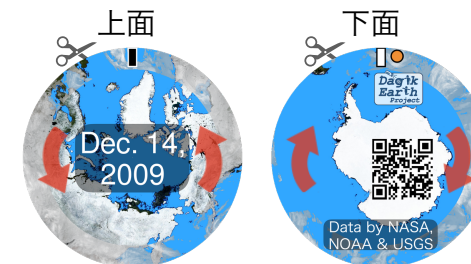 上面
下面
Dec. 14,
2009
Dagik
Earth
Project
Data by NASA,
NOAA & USGS